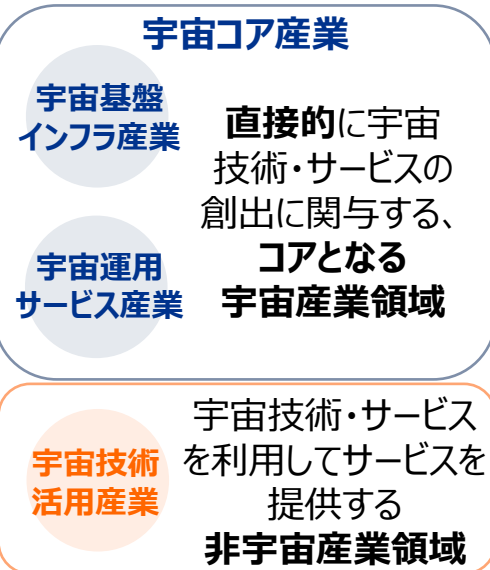 宇宙コア産業
宇宙基盤
インフラ産業
直接的に宇宙
技術・サービスの
創出に関与する、
コアとなる
宇宙産業領域
宇宙運用
サービス産業
宇宙技術
活用産業
宇宙技術・サービス
を利用してサービスを
提供する
非宇宙産業領域